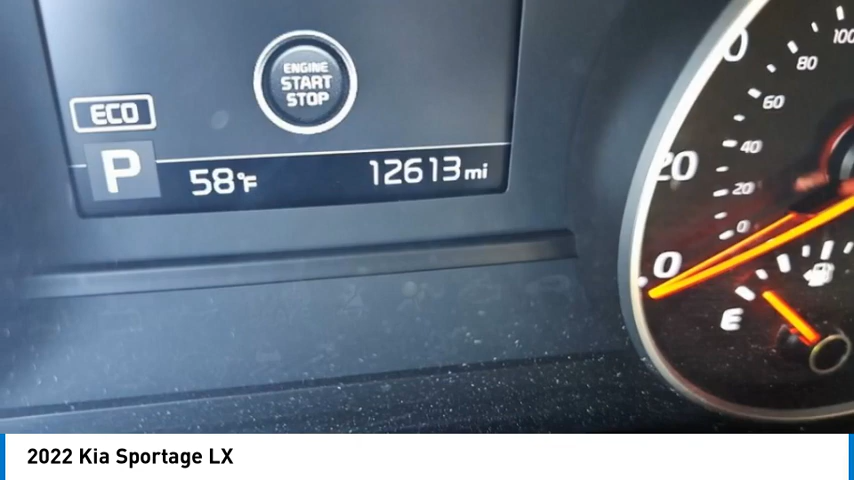 ENGINE
START
STOP
ECO
P
58°F
12613 mi
0
20
0
100
80
60
40
20
0
E
2022 Kia Sportage LX